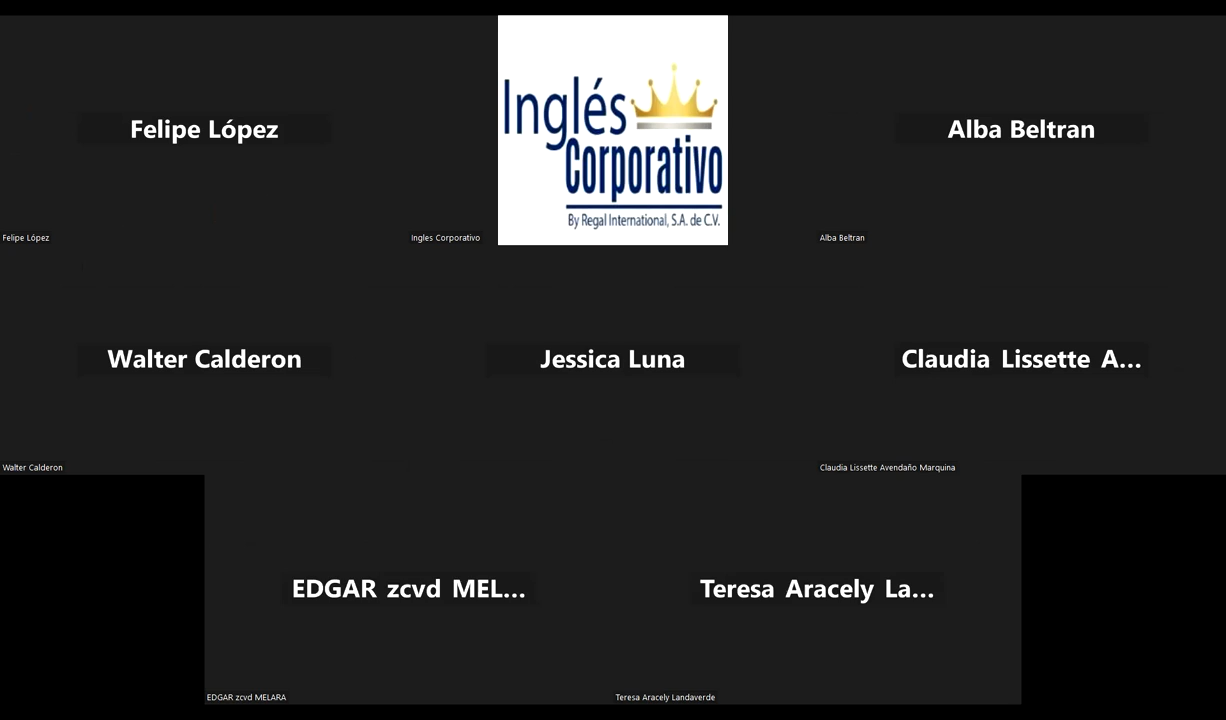 Felipe López
Felipe López
Inglés
Corporativo
By Regal International, S.A. de C.V.
Ingles Corporativo
Alba Beltran
Alba Beltran
Walter Calderon
Walter Calderon
Jessica Luna
Claudia Lissette A...
Claudia Lissette Avendaño Marquina
EDGAR zcvd MEL...
EDGAR zcvd MELARA
Teresa Aracely La...
Teresa Aracely Landaverde